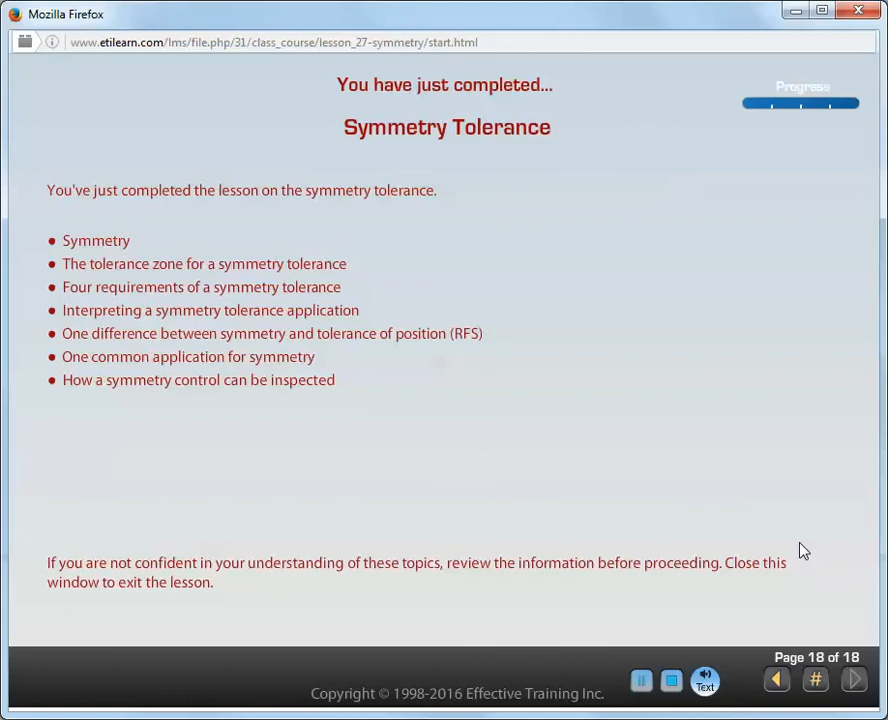 Mozilla Firefox
www.etilearn.com/lms/file.php/31/class_course/lesson_27-symmetry/start.html
You have just completed...
Progress
Symmetry Tolerance
You've just completed the lesson on the symmetry tolerance.
• Symmetry
• The tolerance zone for a symmetry tolerance
• Four requirements of a symmetry tolerance
• Interpreting a symmetry tolerance application
• One difference between symmetry and tolerance of position (RFS)
• One common application for symmetry
• How a symmetry control can be inspected
If you are not confident in your understanding of these topics, review the information before proceeding. Close this
window to exit the lesson.
Page 18 of 18
Text
#
Copyright © 1998-2016 Effective Training Inc.